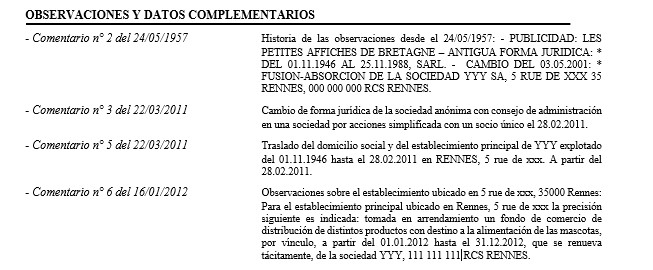 OBSERVACIONES Y DATOS COMPLEMENTARIOS
- Comentario n° 2 del 24/05/1957
Historia de las observaciones desde el 24/05/1957: - PUBLICIDAD: LES
PETITES AFFICHES DE BRETAGNE – ANTIGUA FORMA JURIDICA: *
DEL 01.11.1946 AL 25.11.1988, SARL. - CAMBIO DEL 03.05.2001: *
FUSION-ABSORCION DE LA SOCIEDAD YYY SA, 5 RUE DE XXX 35
RENNES, 000 000 000 RCS RENNES.
- Comentario n° 3 del 22/03/2011
Cambio de forma jurídica de la sociedad anónima con consejo de administración
en una sociedad por acciones simplificada con un socio único el 28.02.2011.
- Comentario n° 5 del 22/03/2011
Traslado del domicilio social y del establecimiento principal de YYY explotado
del 01.11.1946 hasta el 28.02.2011 en RENNES, 5 rue de xxx. A partir del
28.02.2011.
- Comentario n° 6 del 16/01/2012
Observaciones sobre el establecimiento ubicado en 5 rue de xxx, 35000 Rennes:
Para el establecimiento principal ubicado en Rennes, 5 rue de xxx la precisión
siguiente es indicada: tomada en arrendamiento un fondo de comercio de
distribución de distintos productos con destino a la alimentación de las mascotas,
por vínculo, a partir del 01.01.2012 hasta el 31.12.2012, que se renueva
tácitamente, de la sociedad YYY, 111 111 111 RCS RENNES.